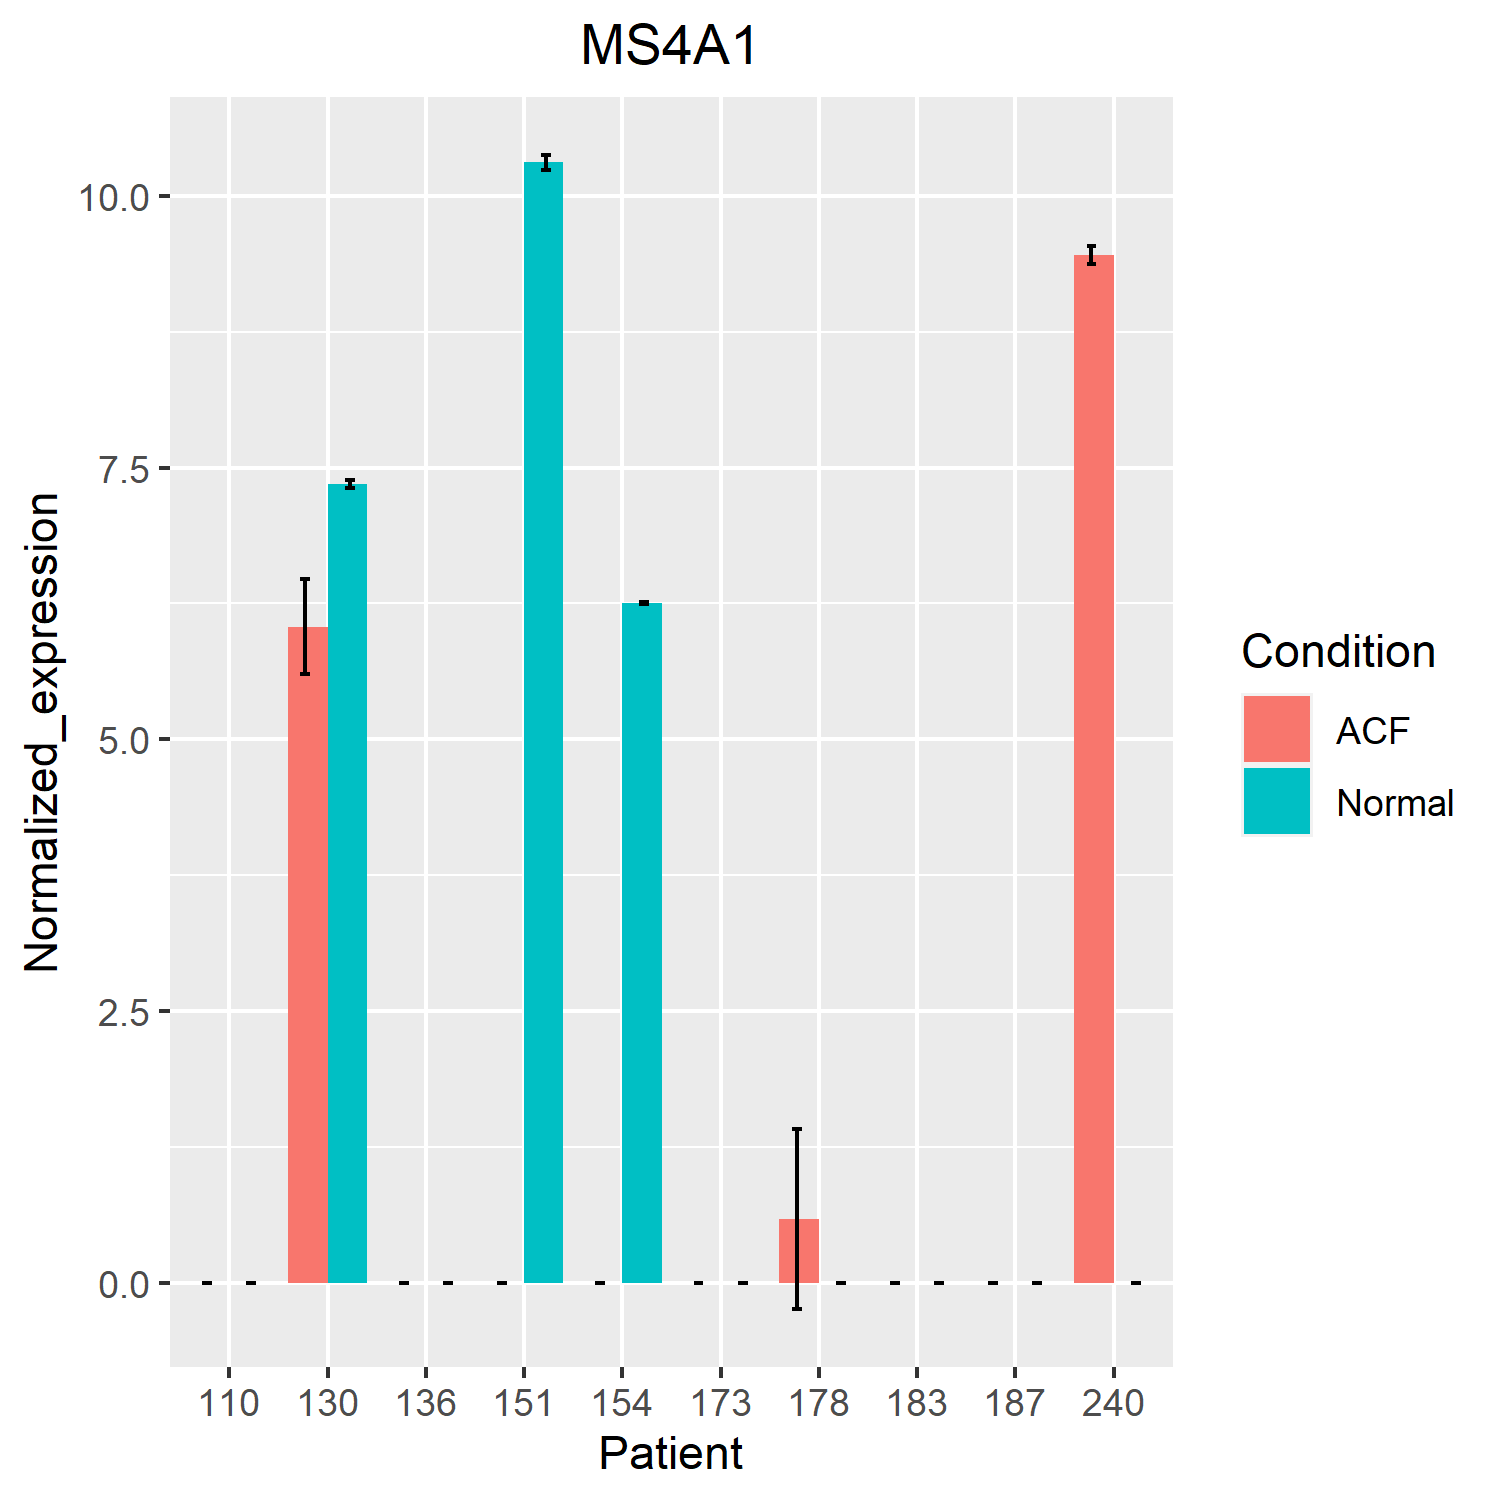 MS4A1
Normalized_expression
10.0
7.5
5.0
2.5
0.0
110 130 136 151 154 173 178 183 187 240
Patient
Condition
ACF
Normal